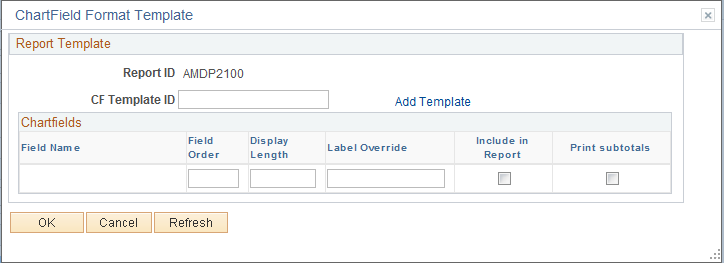 ChartField Format Template
Report Template
Report ID AMDP2100
CF Template ID Add Template
Chartfields
Field Name Field Order Display Length Label Override Include in Report Print subtotals
OK Cancel Refresh